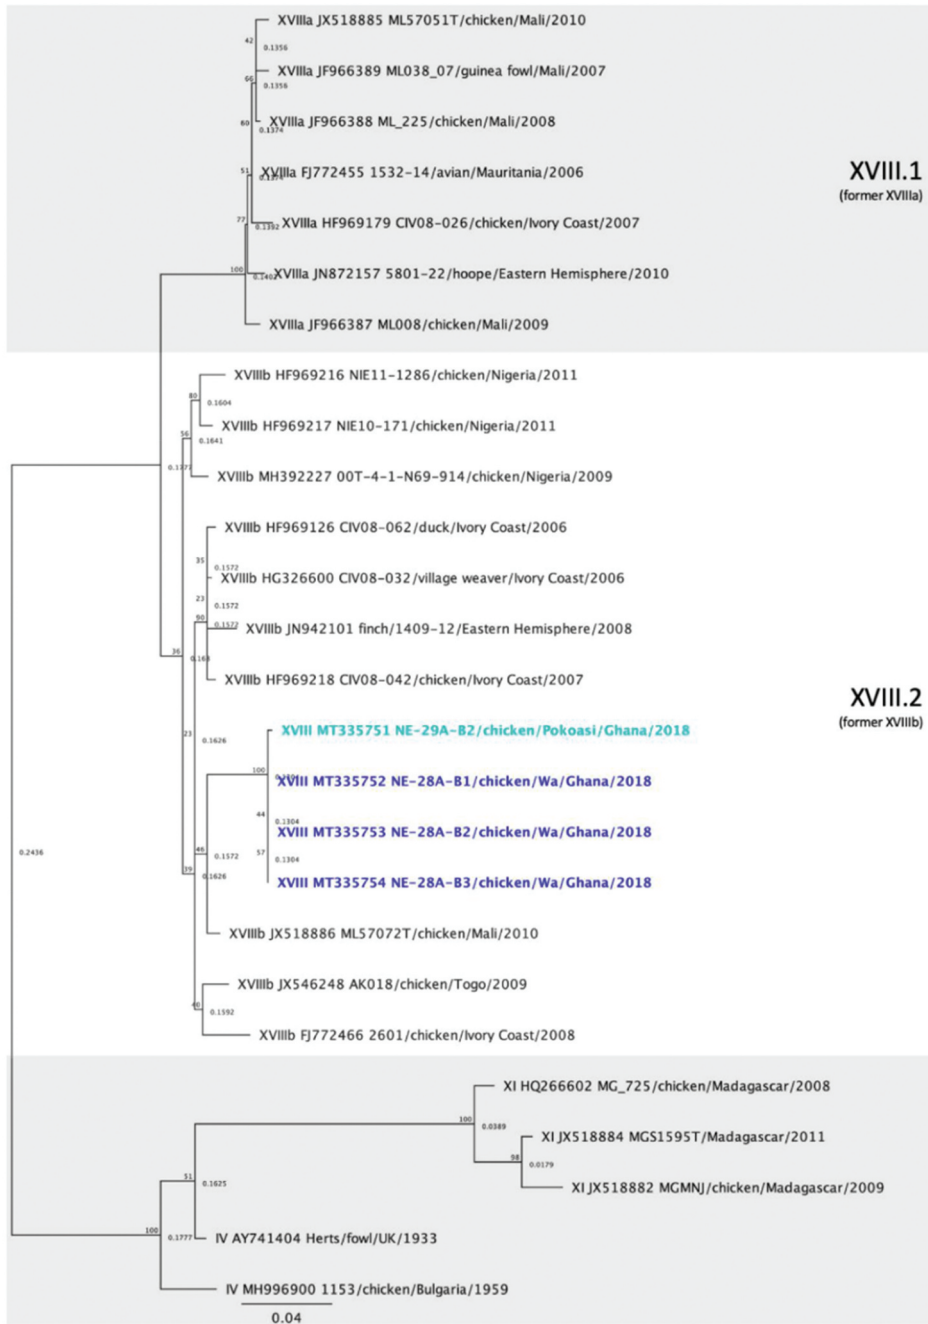 XVIIIa JX518885 ML57051T/chicken/Mali/2010
42
0.1356
XVIIIa JF966389 ML038_07/guinea fowl/Mali/2007
66
0.1356
XVIIIa JF966388 ML_225/chicken/Mali/2008
60
0.1374
XVIIIa FJ772455 1532-14/avian/Mauritania/2006
51
XVIII.1
(former XVIIIa)
XVIIIa HF969179 CIV08-026/chicken/Ivory Coast/2007
77
0.1392
XVIIIa JN872157 5801-22/hoope/Eastern Hemisphere/2010
100
XVIIIa JF966387 ML008/chicken/Mali/2009
XVIIIb HF969216 NIE11-1286/chicken/Nigeria/2011
80
0.1604
XVIIIb HF969217 NIE10-171/chicken/Nigeria/2011
56
0.1641
XVIIIb MH392227 00T-4-1-N69-914/chicken/Nigeria/2009
XVIIIb HF969126 CIV08-062/duck/Ivory Coast/2006
35
0.1572
XVIIIb HG326600 CIV08-032/village weaver/Ivory Coast/2006
23
0.1572
XVIIIb JN942101 finch/1409-12/Eastern Hemisphere/2008
90
0.1572
36
XVIIIb HF969218 CIV08-042/chicken/Ivory Coast/2007
XVIII.2
(former XVIIIb)
23
0.1626
XVIII MT335751 NE-29A-B2/chicken/Pokoasi/Ghana/2018
100
XVIII MT335752 NE-28A-B1/chicken/Wa/Ghana/2018
44
0.1304
XVIII MT335753 NE-28A-B2/chicken/Wa/Ghana/2018
57
0.1304
46
0.1572
0.2436
39
0.1626
XVIII MT335754 NE-28A-B3/chicken/Wa/Ghana/2018
XVIIIb JX518886 ML57072T/chicken/Mali/2010
XVIIIb JX546248 AK018/chicken/Togo/2009
40
0.1592
XVIIIb FJ772466 2601/chicken/Ivory Coast/2008
XI HQ266602 MG_725/chicken/Madagascar/2008
100
0.0389
XI JX518884 MGS1595T/Madagascar/2011
98
0.0179
XI JX518882 MGMNJ/chicken/Madagascar/2009
51
0.1625
IV AY741404 Herts/fowl/UK/1933
100
0.1777
IV MH996900 1153/chicken/Bulgaria/1959
0.04